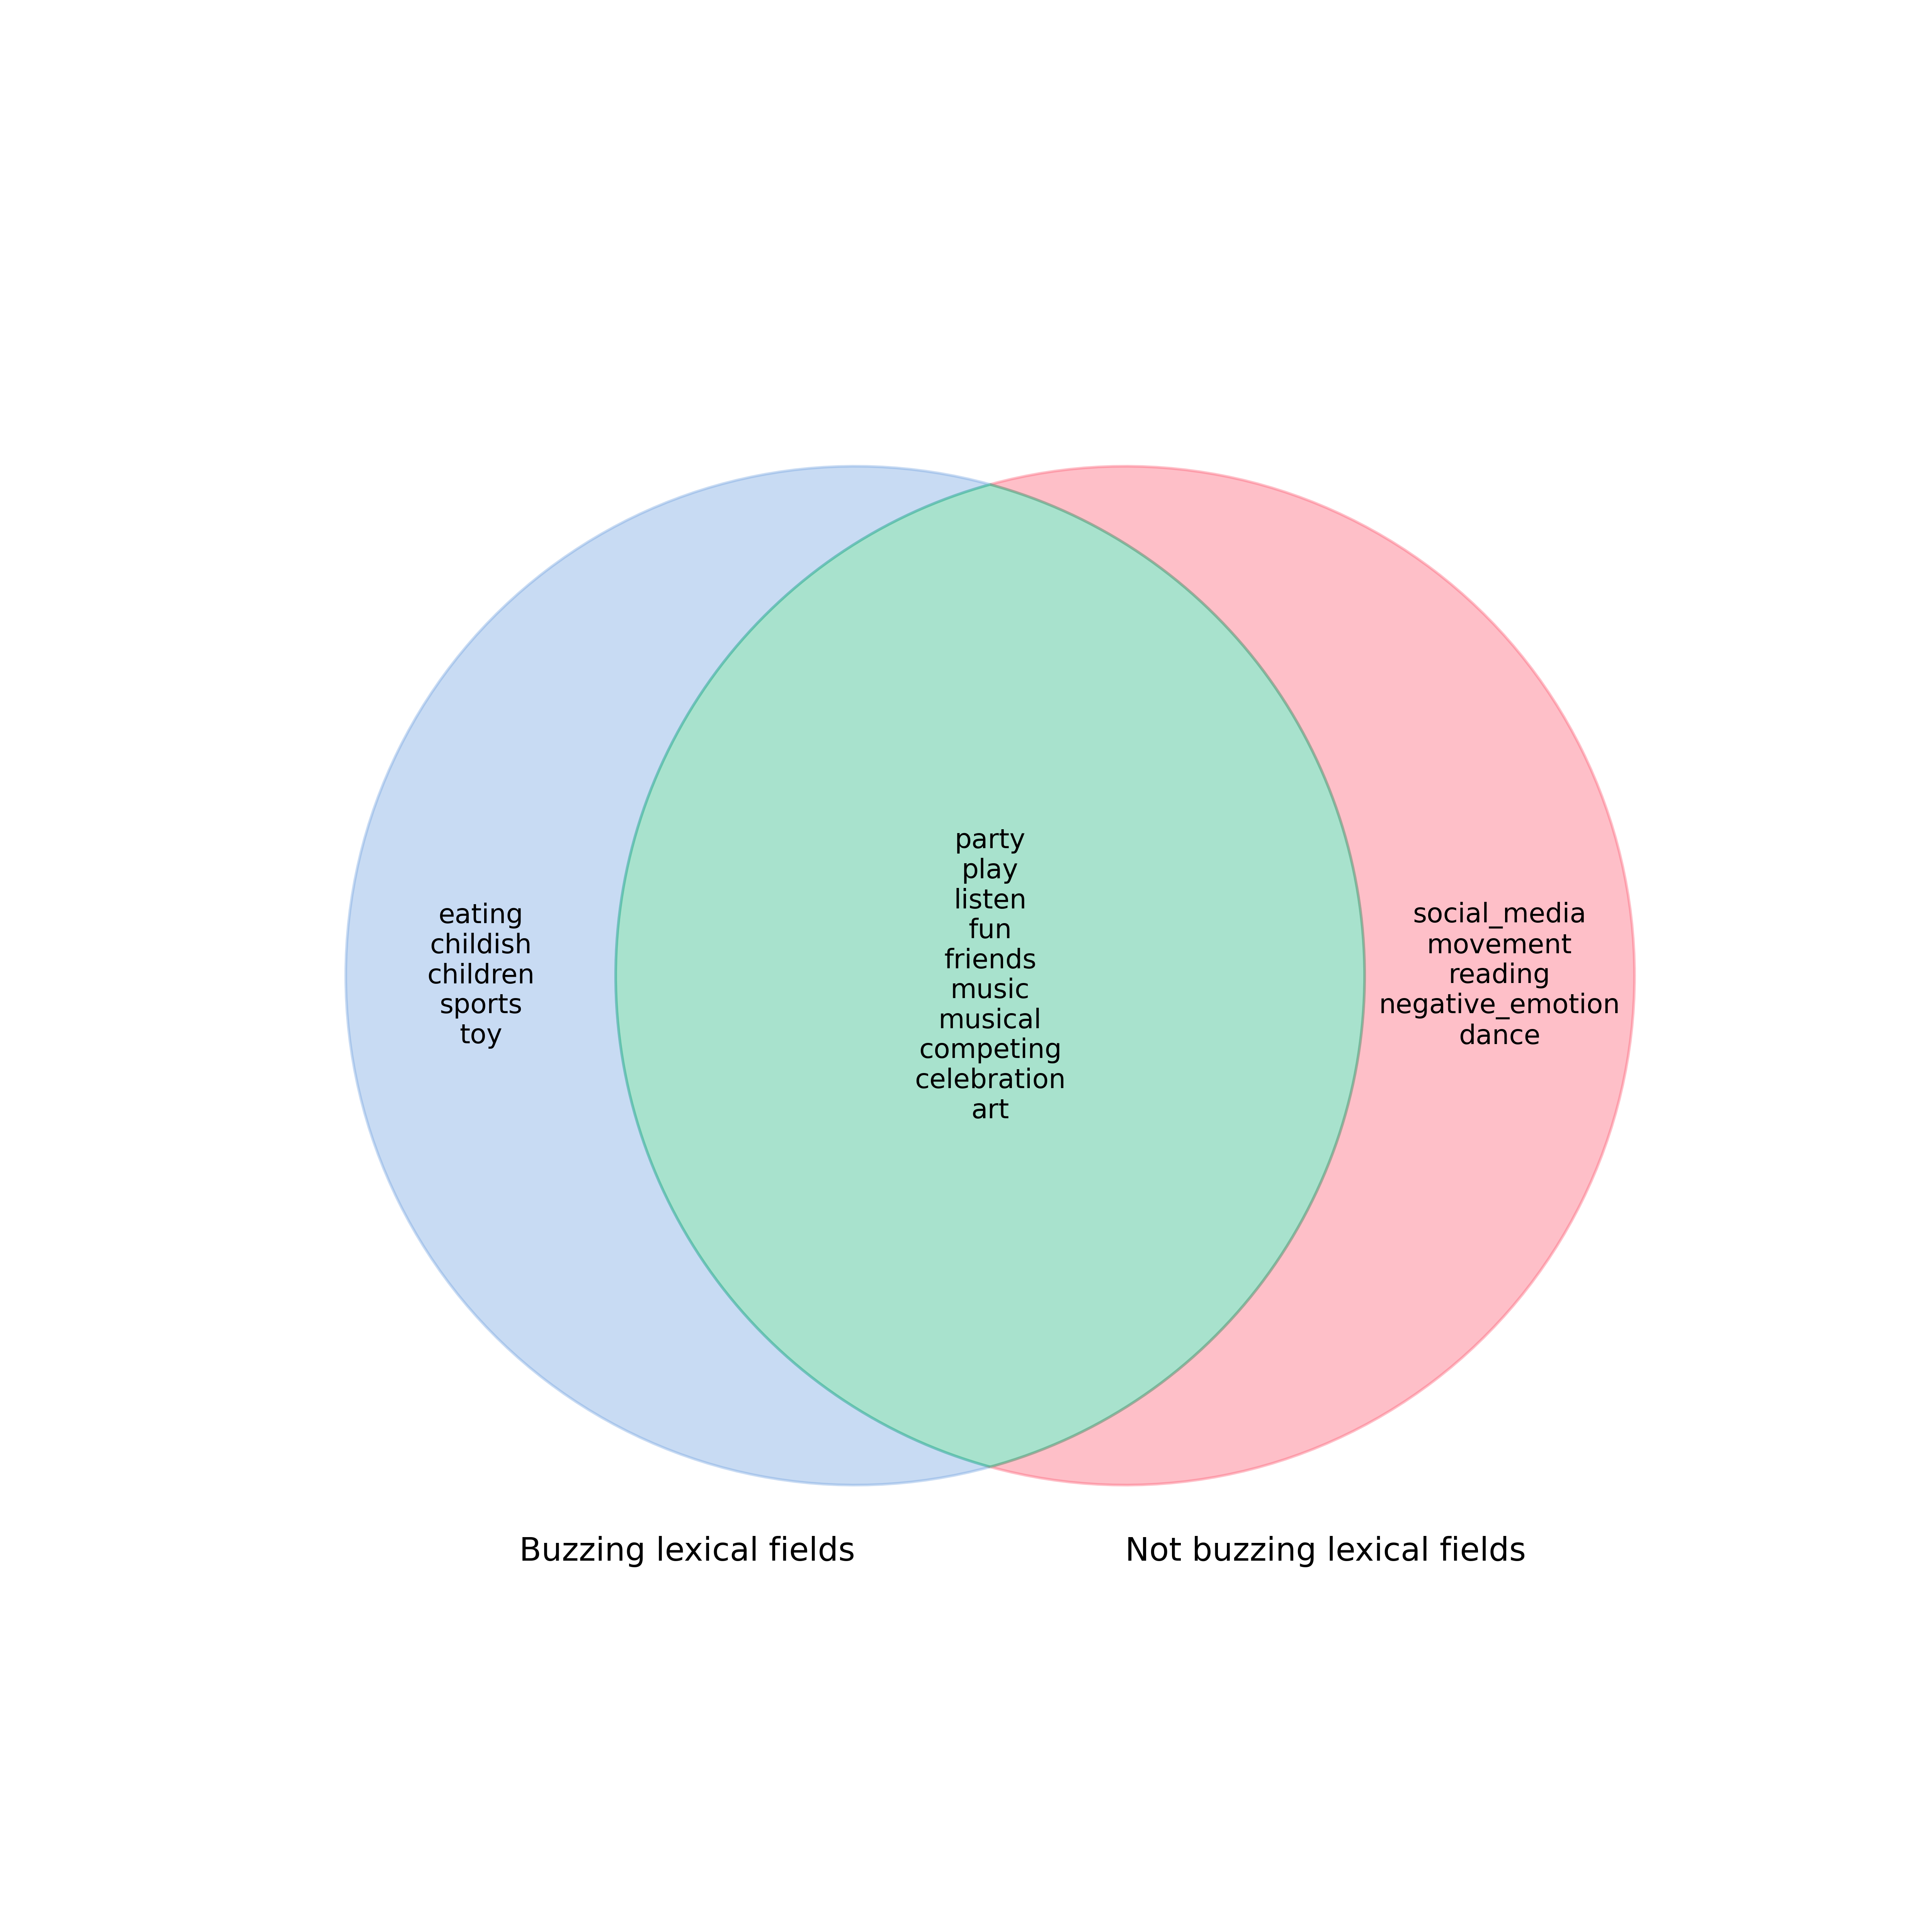 eating
childish
children
sports
toy
party
play
listen
fun
friends
music
musical
competing
celebration
art
social_media
movement
reading
negative_emotion
dance
Buzzing lexical fields
Not buzzing lexical fields